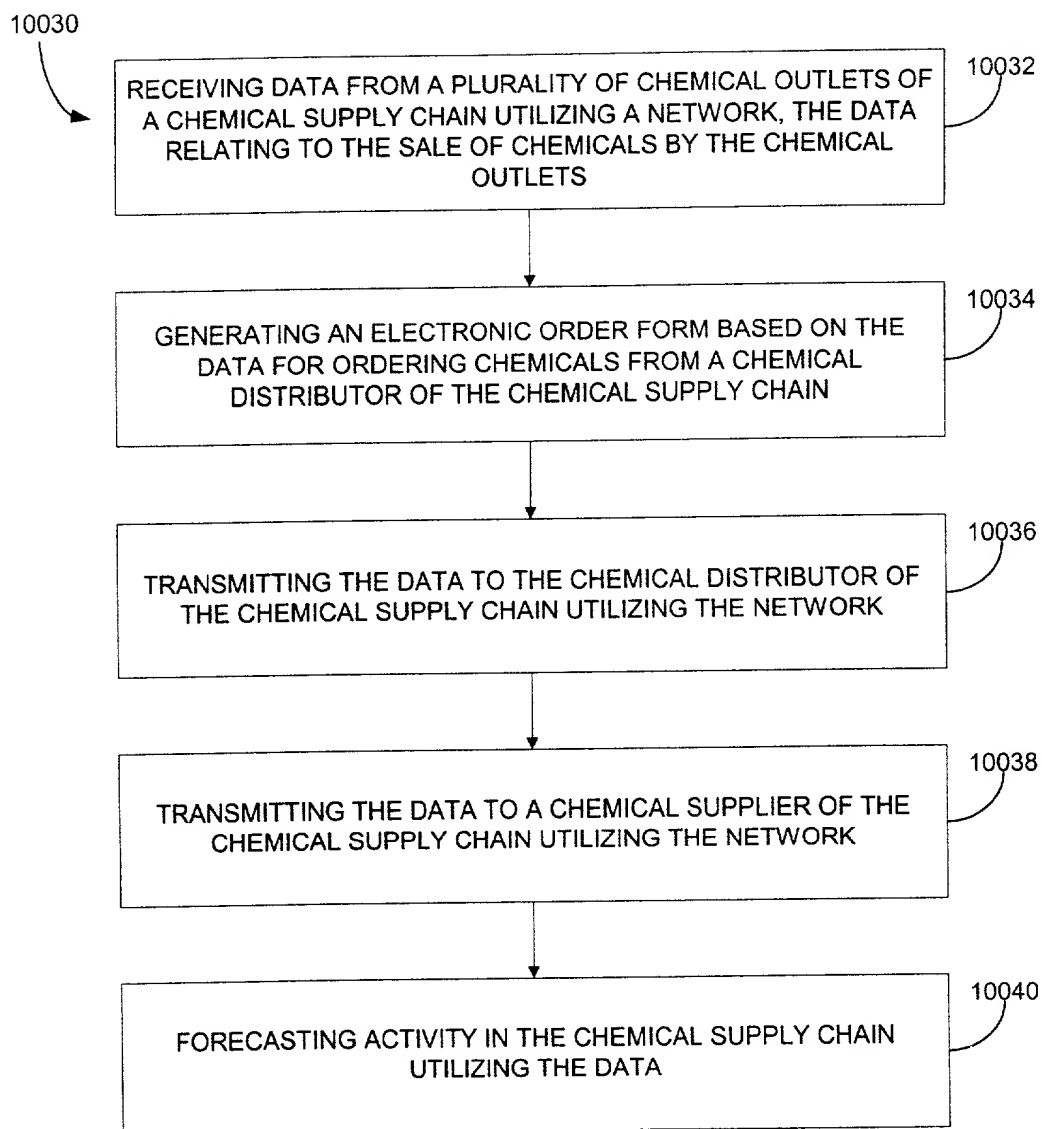 10030
RECEIVING DATA FROM A PLURALITY OF CHEMICAL OUTLETS OF
A CHEMICAL SUPPLY CHAIN UTILIZING A NETWORK, THE DATA
RELATING TO THE SALE OF CHEMICALS BY THE CHEMICAL
OUTLETS
10032
GENERATING AN ELECTRONIC ORDER FORM BASED ON THE
DATA FOR ORDERING CHEMICALS FROM A CHEMICAL
DISTRIBUTOR OF THE CHEMICAL SUPPLY CHAIN
10034
TRANSMITTING THE DATA TO THE CHEMICAL DISTRIBUTOR OF
THE CHEMICAL SUPPLY CHAIN UTILIZING THE NETWORK
10036
TRANSMITTING THE DATA TO A CHEMICAL SUPPLIER OF THE
CHEMICAL SUPPLY CHAIN UTILIZING THE NETWORK
10038
FORECASTING ACTIVITY IN THE CHEMICAL SUPPLY CHAIN
UTILIZING THE DATA
10040